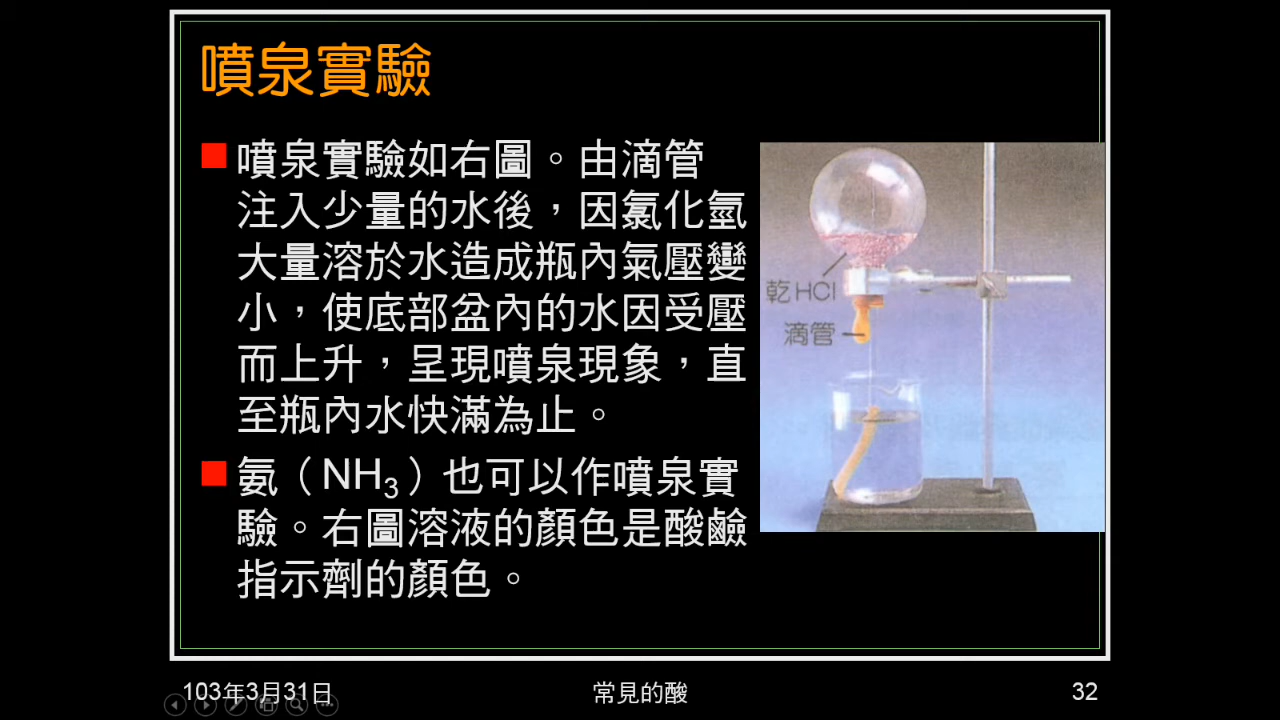 噴泉實驗
噴泉實驗如右圖。由滴管
注入少量的水後，因氯化氫
大量溶於水造成瓶內氣壓變
小，使底部盆內的水因受壓
而上升，呈現噴泉現象，直
至瓶內水快滿為止。
氨（NH₃）也可以作噴泉實
驗。右圖溶液的顏色是酸鹼
指示劑的顏色。
乾HCl
滴管
103年3月31日
常見的酸
32